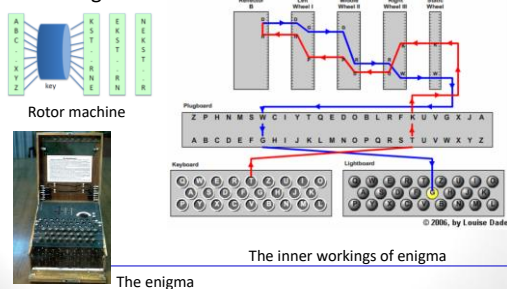 Reflector
B
Left
Wheel I
Middle
Wheel II
Right
Wheel III
Static
Wheel
A
B
C
.
.
X
Y
Z
K
S
T
.
.
R
N
E
E
K
S
T
.
.
R
N
N
E
K
S
T
.
.
R
key
Rotor machine
Plugboard
Z P H N M S W C I Y T Q E D O B L R F K U V G X J A
A B C D E F G H I J K L M N O P Q R S T U V W X Y Z
Keyboard
Q W E R T Z U I O
A S D F G H J K
P Y X C V B N M L
Lightboard
Q W E R T Z U I O
A S D F G H J K
P Y X C V B N M L
© 2006, by Louise Dade
The inner workings of enigma
The enigma